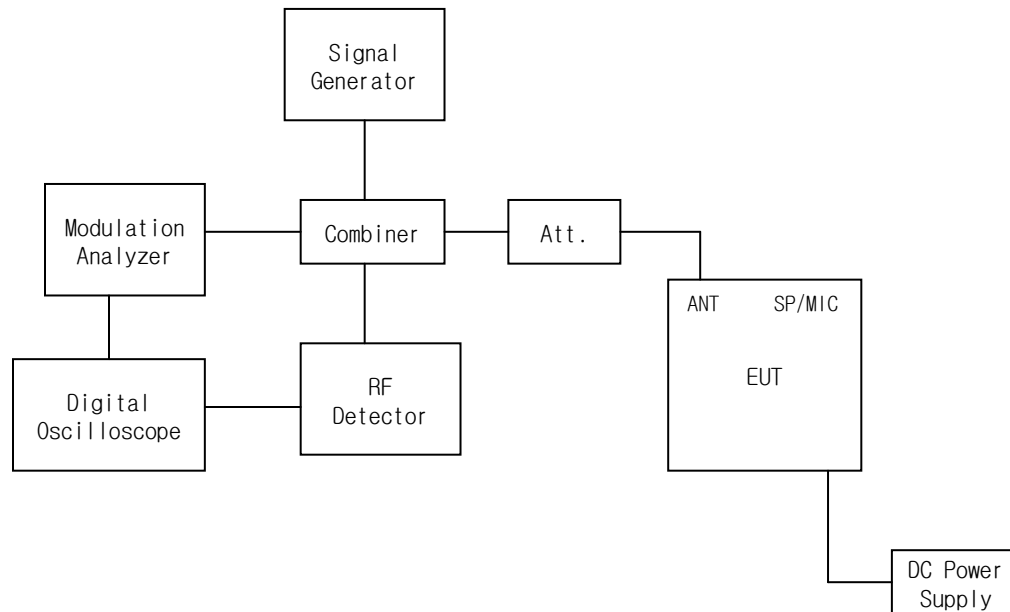 Signal
Generator
Modulation
Analyzer
Combiner
Att.
ANT SP/MIC
EUT
Digital
Oscilloscope
RF
Detector
DC Power
Supply